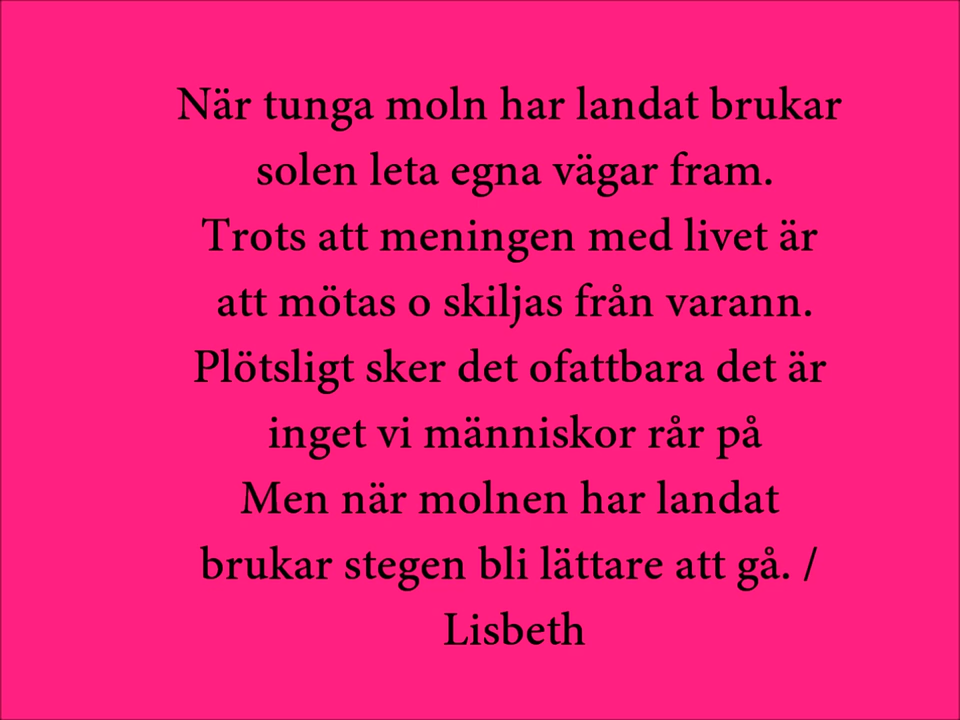 När tunga moln har landat brukar
solen leta egna vägar fram.
Trots att meningen med livet är
att mötas o skiljas från varann.
Plötsligt sker det ofattbara det är
inget vi människor rår på
Men när molnen har landat
brukar stegen bli lättare att gå. /
Lisbeth